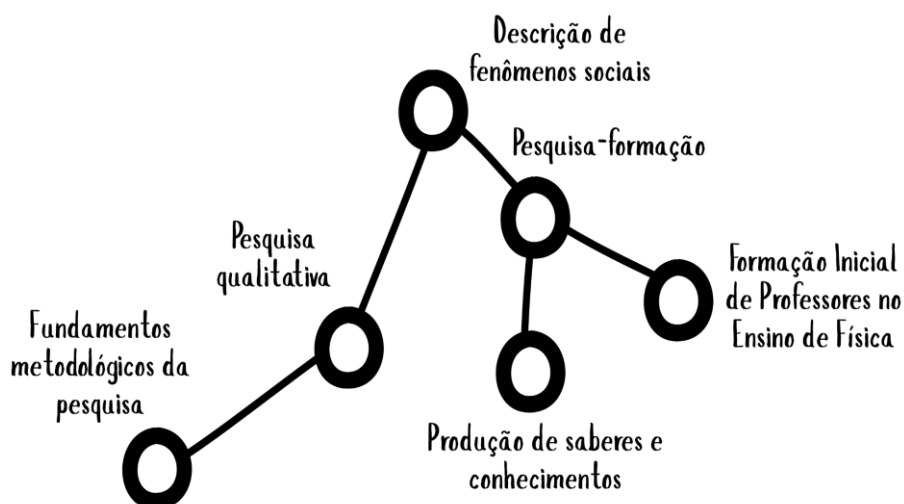 Descrição de
fenômenos sociais
Pesquisa-formação
Pesquisa
qualitativa
Formação Inicial
de Professores no
Ensino de Física
Fundamentos
metodológicos da
pesquisa
Produção de saberes e
conhecimentos